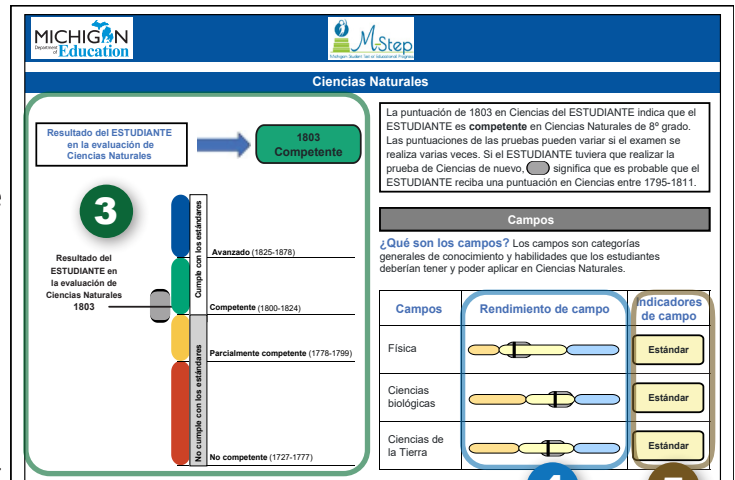 MICHIGAN
Department of Education
M-Step
Michigan Student Test of Educational Progress
Ciencias Naturales
Resultado del ESTUDIANTE
en la evaluación de
Ciencias Naturales
1803
Competente
3
Resultado del
ESTUDIANTE en
la evaluación de
Ciencias Naturales
1803
Cumple con los estándares
No cumple con los estándares
Avanzado (1825-1878)
Competente (1800-1824)
Parcialmente competente (1778-1799)
No competente (1727-1777)
La puntuación de 1803 en Ciencias del ESTUDIANTE indica que el
ESTUDIANTE es competente en Ciencias Naturales de 8º grado.
Las puntuaciones de las pruebas pueden variar si el examen se
realiza varias veces. Si el ESTUDIANTE tuviera que realizar la
prueba de Ciencias de nuevo, significa que es probable que el
ESTUDIANTE reciba una puntuación en Ciencias entre 1795-1811.
Campos
¿Qué son los campos? Los campos son categorías
generales de conocimiento y habilidades que los estudiantes
deberían tener y poder aplicar en Ciencias Naturales.
Campos Rendimiento de campo Indicadores
de campo
Física Estándar
Ciencias
biológicas Estándar
Ciencias de
la Tierra Estándar